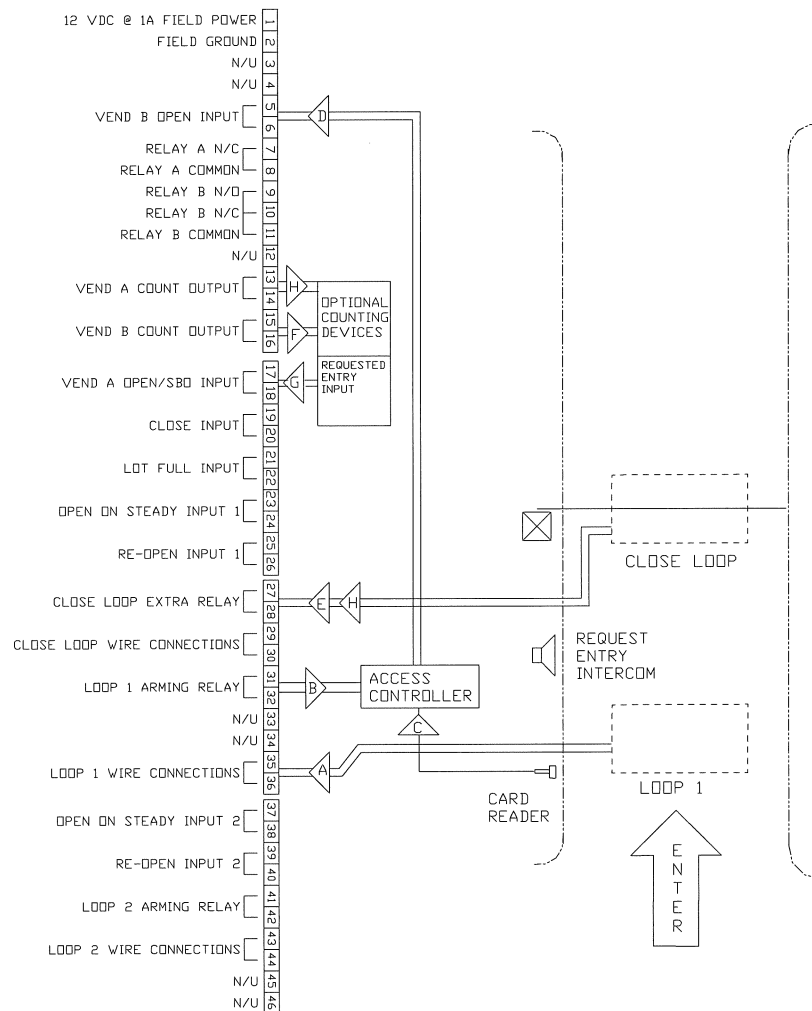 12 VDC @ 1A FIELD POWER 1
FIELD GROUND 2
N/U 3
N/U 4
VEND B OPEN INPUT 5 6 D
RELAY A N/C 7
RELAY A COMMON 8
RELAY B N/O 9
RELAY B N/C 10
RELAY B COMMON 11
N/U 12
VEND A COUNT OUTPUT 13 14 H
OPTIONAL
COUNTING
DEVICES
VEND B COUNT OUTPUT 15 16 F
REQUESTED
ENTRY
INPUT
VEND A OPEN/SBO INPUT 17 18 G
CLOSE INPUT 19 20
LOT FULL INPUT 21 22
OPEN ON STEADY INPUT 1 23 24
RE-OPEN INPUT 1 25 26
CLOSE LOOP
CLOSE LOOP EXTRA RELAY 27 28 E H
CLOSE LOOP WIRE CONNECTIONS 29 30
REQUEST
ENTRY
INTERCOM
LOOP 1 ARMING RELAY 31 32 B
ACCESS
CONTROLLER
N/U 33
C
N/U 34
LOOP 1 WIRE CONNECTIONS 35 36 A
LOOP 1
CARD
READER
OPEN ON STEADY INPUT 2 37 38
RE-OPEN INPUT 2 39 40
ENTER
LOOP 2 ARMING RELAY 41 42
LOOP 2 WIRE CONNECTIONS 43 44
N/U 45
N/U 46